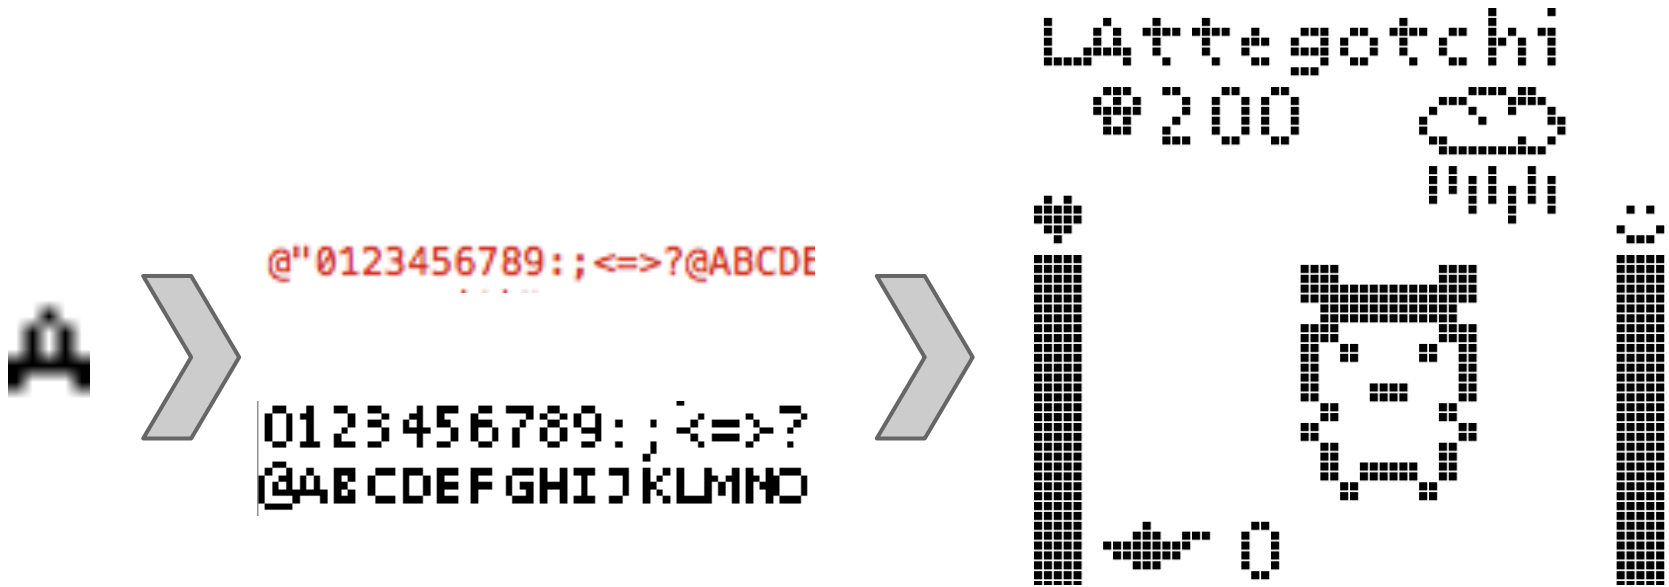 A
@"0123456789:;<=>?@ABCDE
0123456789:;<=>?
@ABCDEFGHIJKLMNO
LAttegotchi
200
0